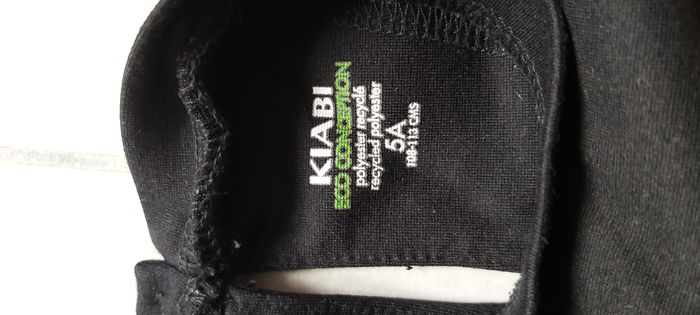 KIABI
ECO CONCEPTION
polyester recyclé
recycled polyester
5A
108-113 CMS